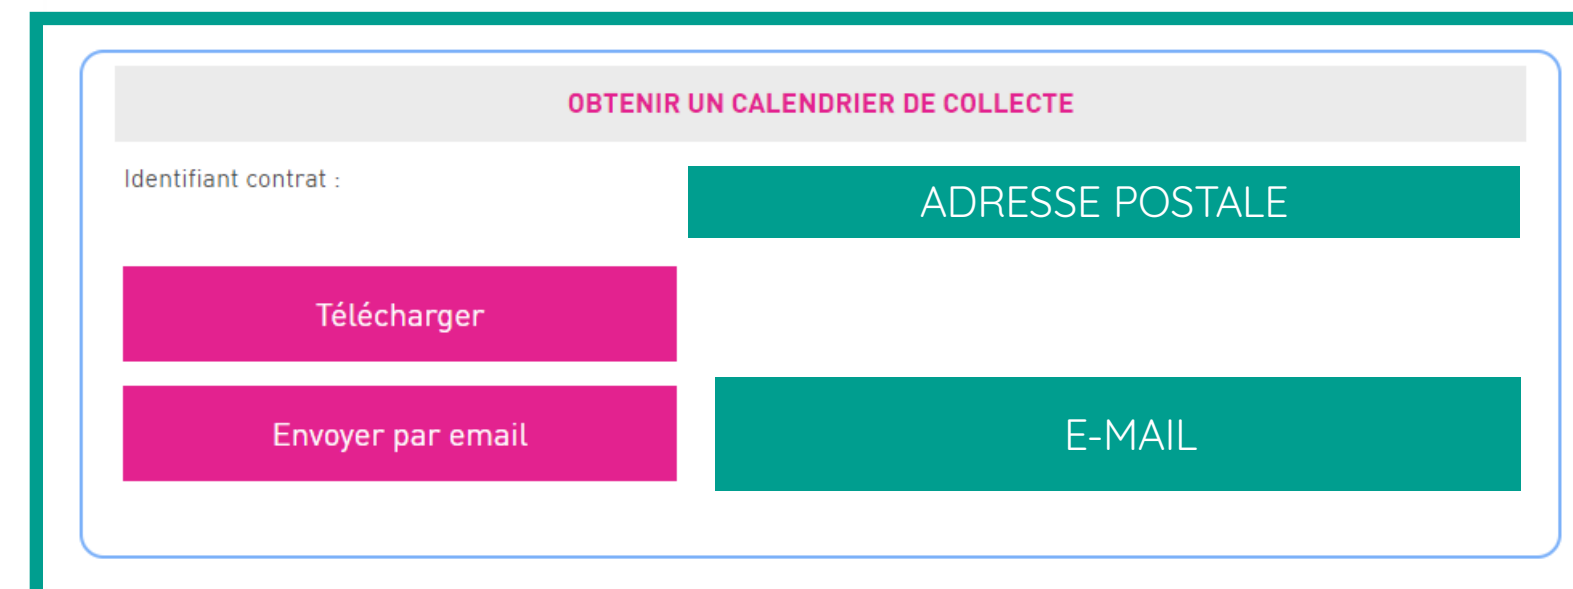 OBTENIR UN CALENDRIER DE COLLECTE
Identifiant contrat :
ADRESSE POSTALE
Télécharger
Envoyer par email
E-MAIL